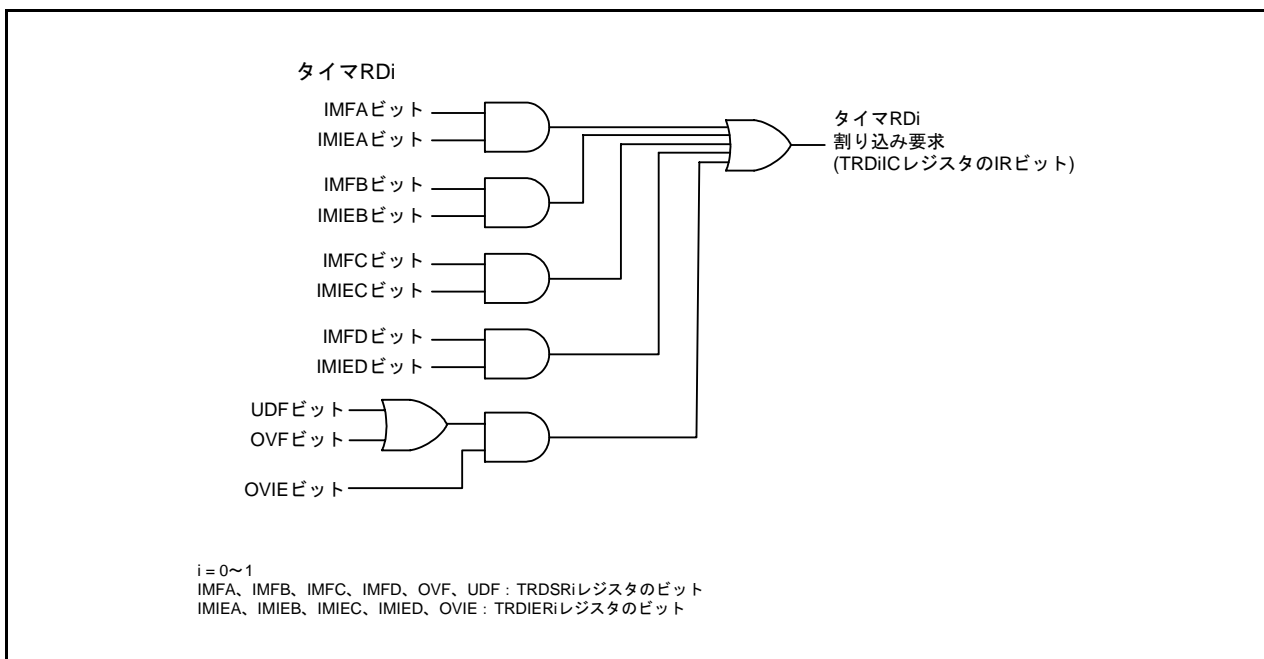 タイマRDi
IMFAビット
IMIEAビット
IMFBビット
IMIEBビット
IMFCビット
IMIECビット
IMFDビット
IMIEDビット
UDFビット
OVFビット
OVIEビット
タイマRDi
割り込み要求
(TRDiICレジスタのIRビット)
i = 0～1
IMFA、IMFB、IMFC、IMFD、OVF、UDF：TRDSRiレジスタのビット
IMIEA、IMIEB、IMIEC、IMIED、OVIE：TRDIERiレジスタのビット